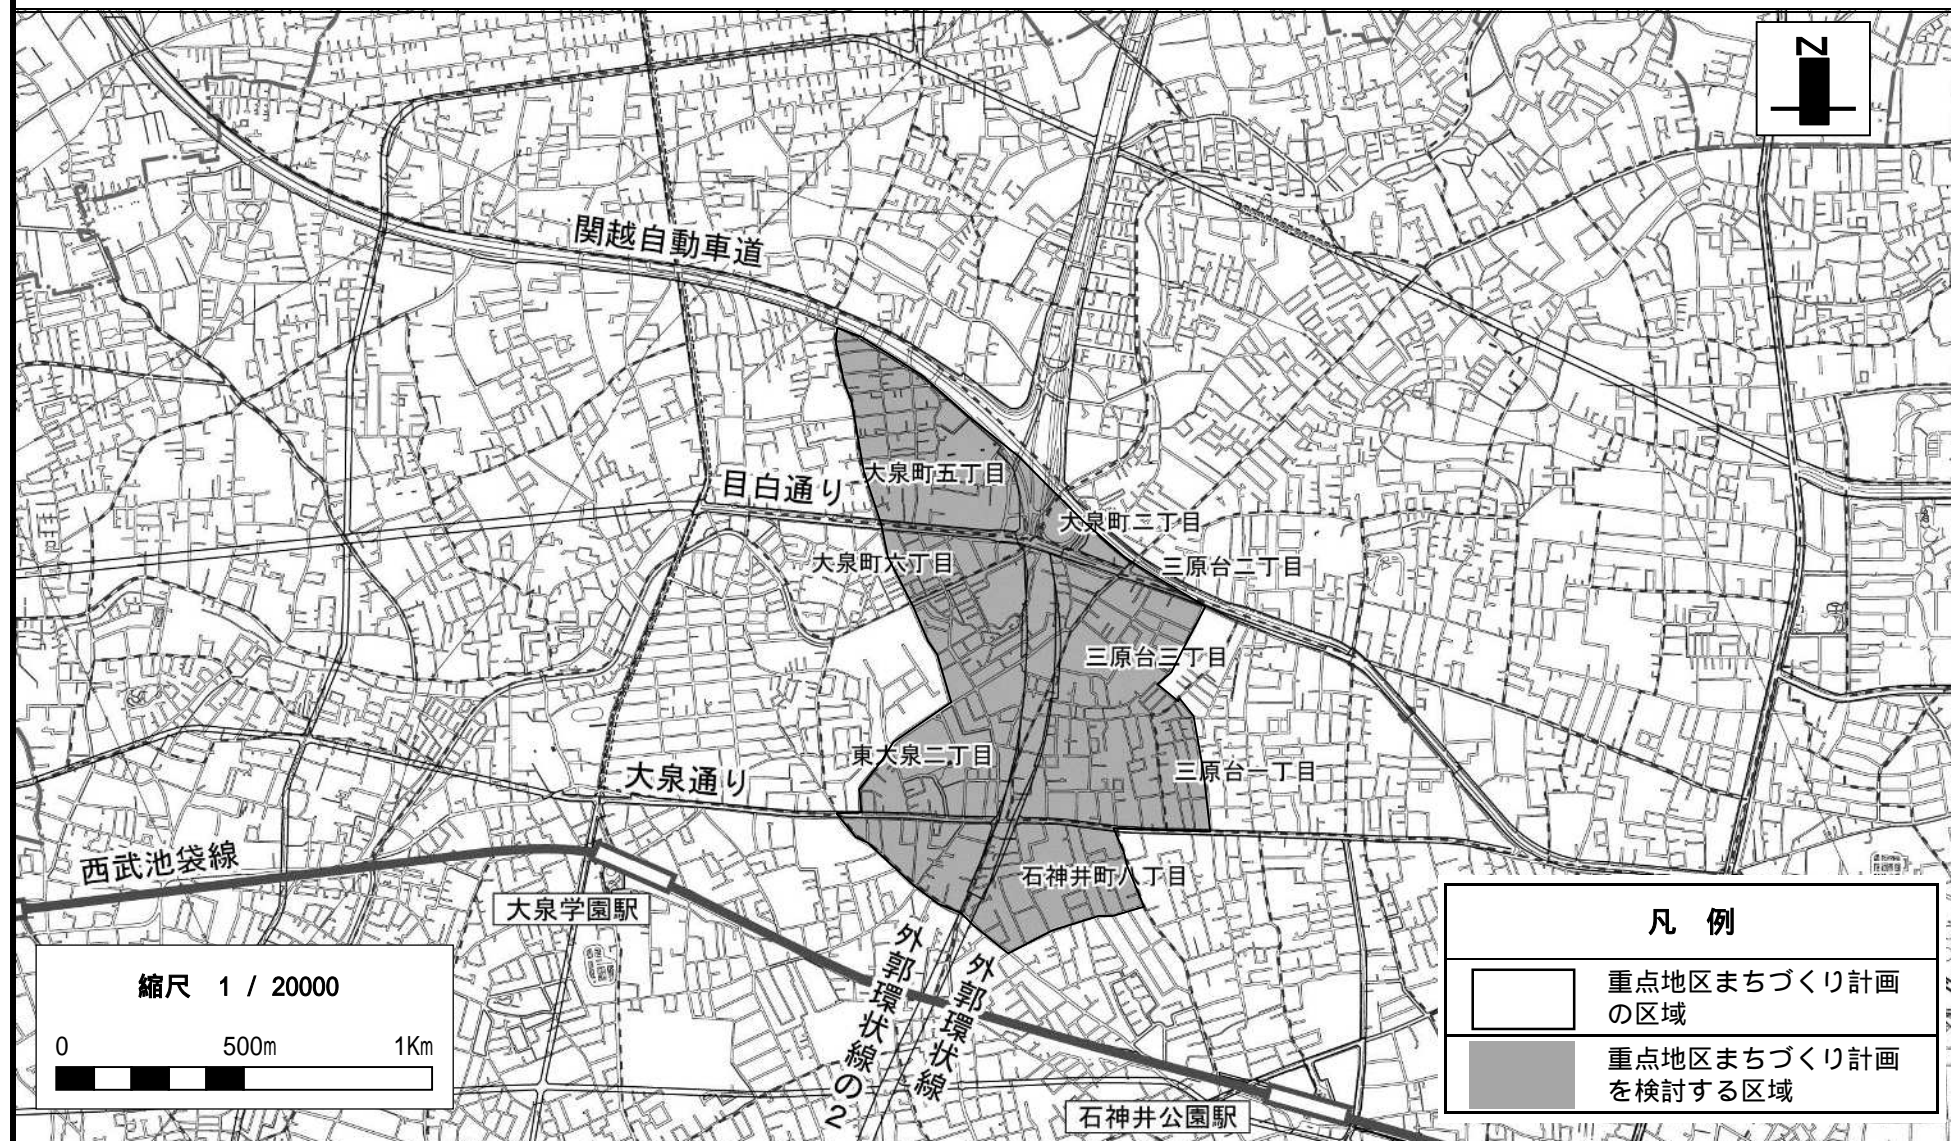 N
関越自動車道
大泉町五丁目
目白通り
大泉町二丁目
大泉町六丁目
三原台二丁目
三原台三丁目
東大泉二丁目
三原台一丁目
大泉通り
西武池袋線
石神井町八丁目
大泉学園駅
外郭環状線の2
外郭環状線
石神井公園駅
縮尺 1 / 20000
0 500m 1Km
凡 例
重点地区まちづくり計画
の区域
重点地区まちづくり計画
を検討する区域